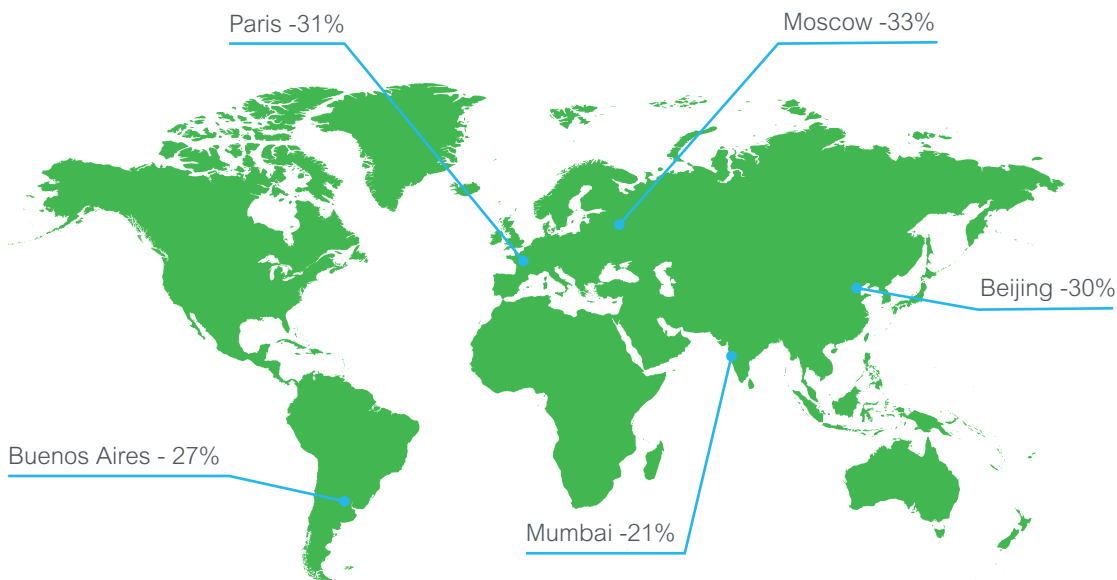 Paris -31%
Moscow -33%
Beijing -30%
Buenos Aires - 27%
Mumbai -21%